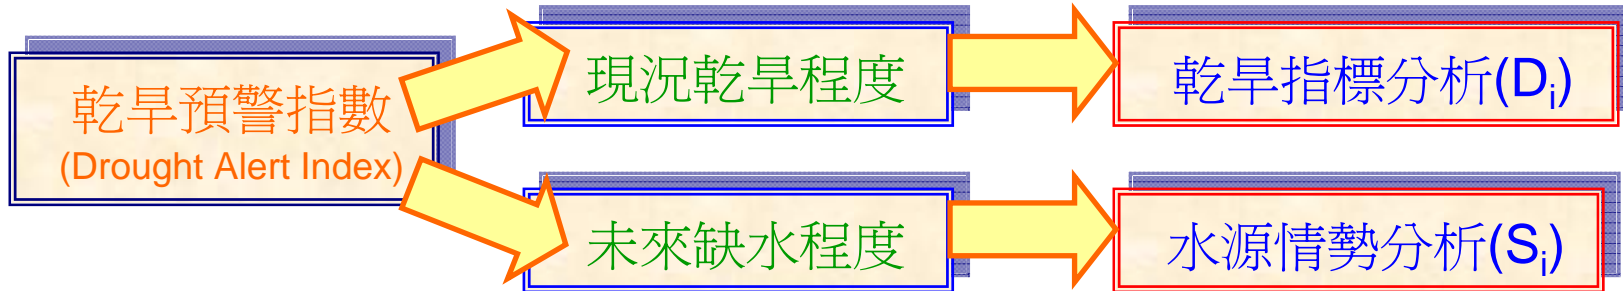 乾旱預警指數
(Drought Alert Index)
現況乾旱程度
乾旱指標分析(Di)
未來缺水程度
水源情勢分析(Si)